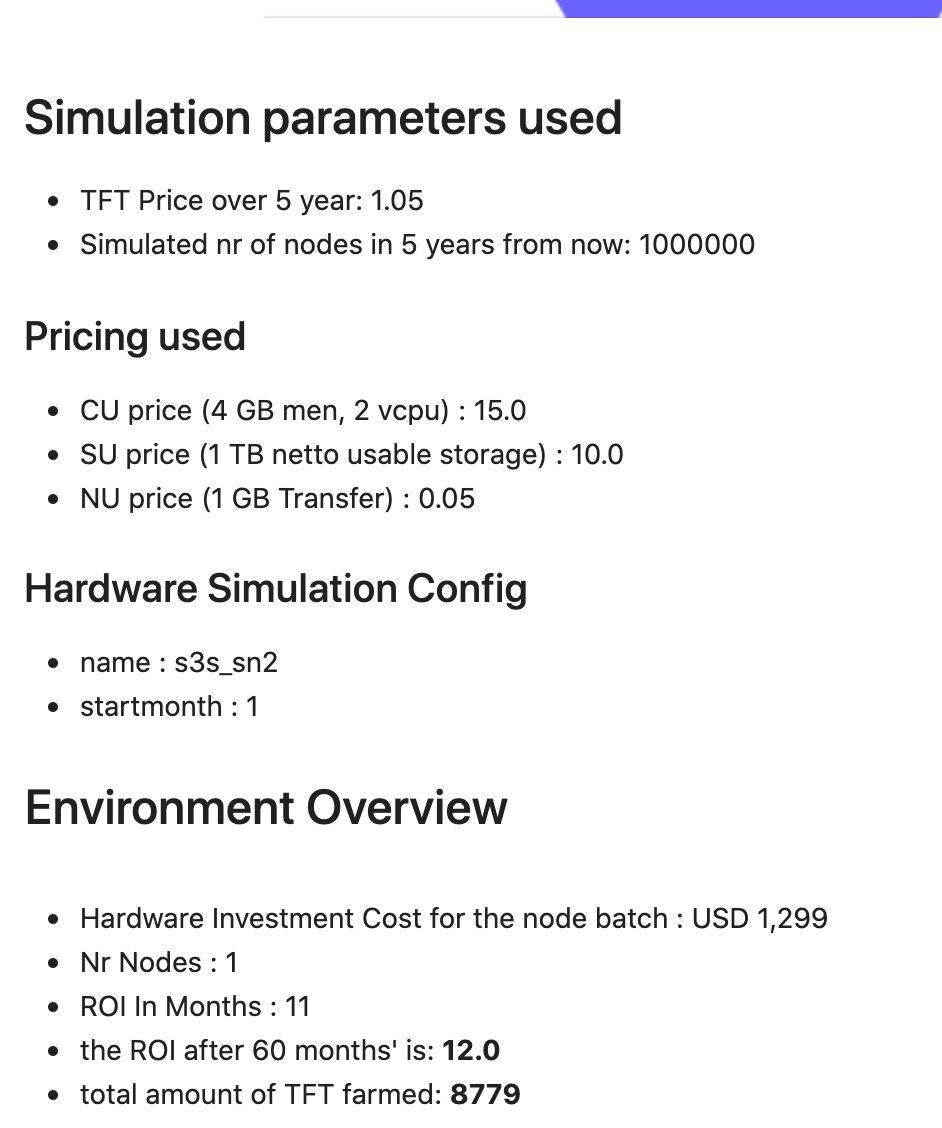 Simulation parameters used
• TFT Price over 5 year: 1.05
• Simulated nr of nodes in 5 years from now: 1000000
Pricing used
• CU price (4 GB men, 2 vcpu) : 15.0
• SU price (1 TB netto usable storage) : 10.0
• NU price (1 GB Transfer) : 0.05
Hardware Simulation Config
• name : s3s_sn2
• startmonth : 1
Environment Overview
• Hardware Investment Cost for the node batch : USD 1,299
• Nr Nodes : 1
• ROI In Months : 11
• the ROI after 60 months' is: 12.0
• total amount of TFT farmed: 8779